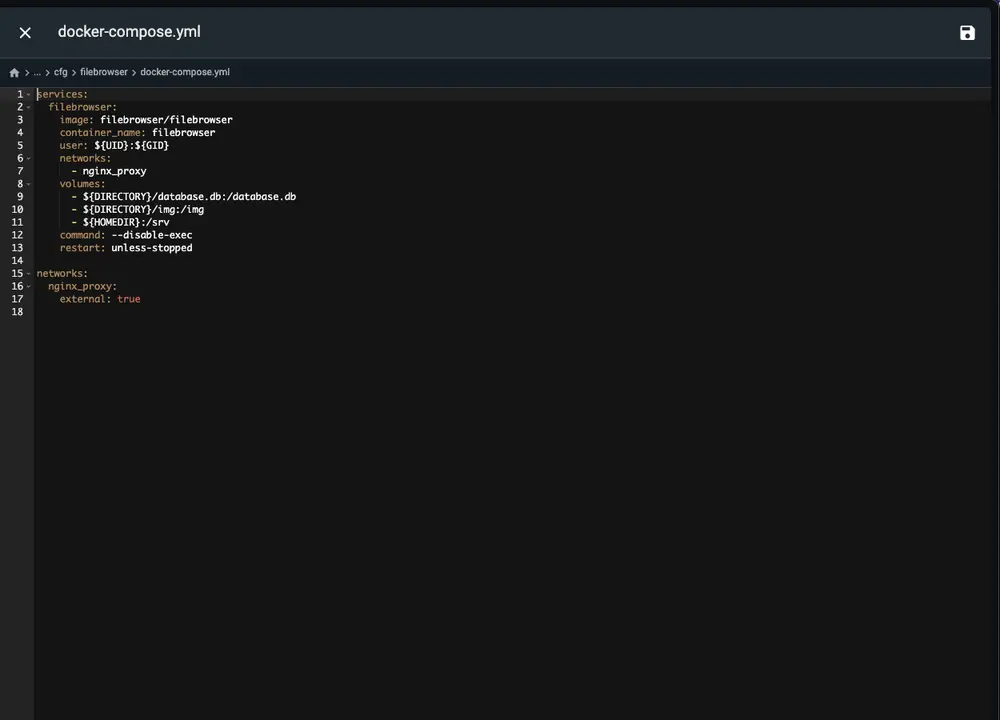 docker-compose.yml
... cfg filebrowser docker-compose.yml
1 services:
2   filebrowser:
3     image: filebrowser/filebrowser
4     container_name: filebrowser
5     user: ${UID}:${GID}
6     networks:
7       - nginx_proxy
8     volumes:
9       - ${DIRECTORY}/database.db:/database.db
10       - ${DIRECTORY}/img:/img
11       - ${HOMEDIR}:/srv
12     command: --disable-exec
13     restart: unless-stopped
14
15 networks:
16   nginx_proxy:
17     external: true
18